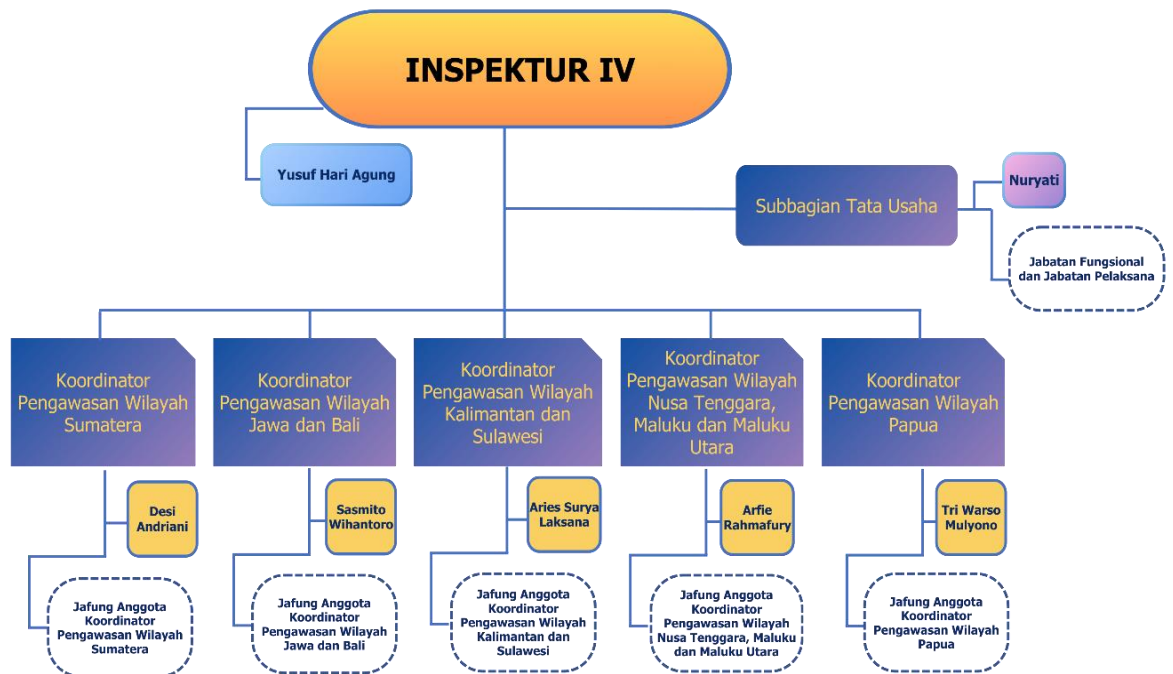 INSPEKTUR IV
Yusuf Hari Agung
Subbagian Tata Usaha
Nuryati
Jabatan Fungsional
dan Jabatan Pelaksana
Koordinator
Pengawasan Wilayah
Sumatera
Koordinator
Pengawasan Wilayah
Jawa dan Bali
Koordinator
Pengawasan Wilayah
Kalimantan dan
Sulawesi
Koordinator
Pengawasan Wilayah
Nusa Tenggara,
Maluku dan Maluku
Utara
Koordinator
Pengawasan Wilayah
Papua
Desi
Andriani
Sasmito
Wihantoro
Aries Surya
Laksana
Arfie
Rahmafury
Tri Warso
Mulyono
Jafung Anggota
Koordinator
Pengawasan Wilayah
Sumatera
Jafung Anggota
Koordinator
Pengawasan Wilayah
Jawa dan Bali
Jafung Anggota
Koordinator
Pengawasan Wilayah
Kalimantan dan
Sulawesi
Jafung Anggota
Koordinator
Pengawasan Wilayah
Nusa Tenggara, Maluku
dan Maluku Utara
Jafung Anggota
Koordinator
Pengawasan Wilayah
Papua